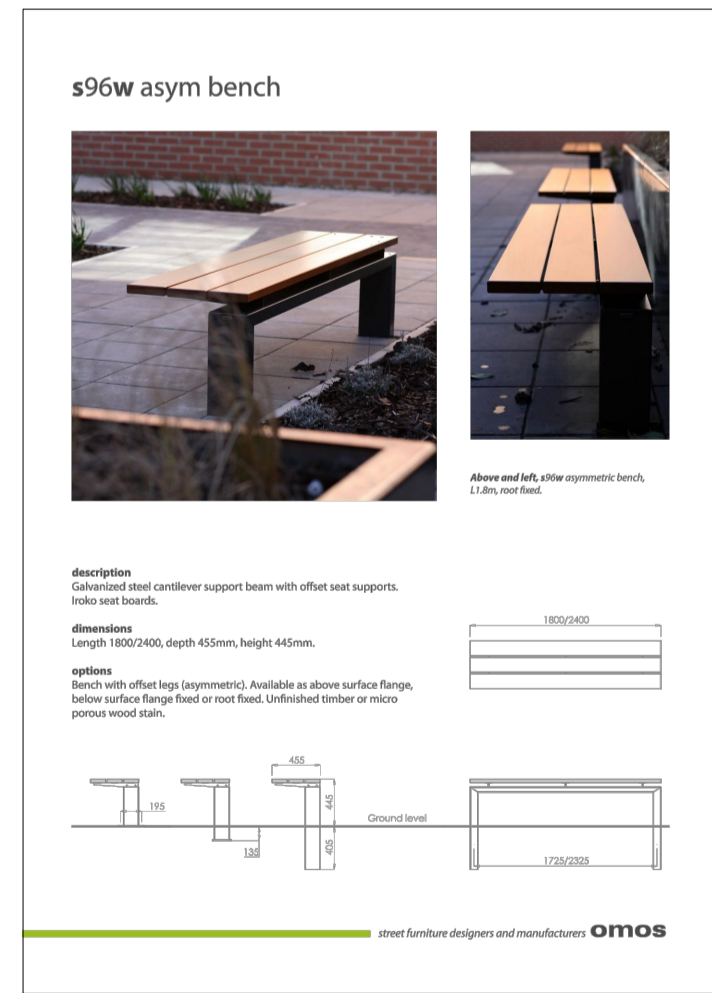 s96w asym bench
Above and left, s96w asymmetric bench,
L1.8m, root fixed.
description
Galvanized steel cantilever support beam with offset seat supports.
Iroko seat boards.
dimensions
Length 1800/2400, depth 455mm, height 445mm.
options
Bench with offset legs (asymmetric). Available as above surface flange,
below surface flange fixed or root fixed. Unfinished timber or micro
porous wood stain.
1800/2400
455
195
445
Ground level
135
405
1725/2325
street furniture designers and manufacturers omos